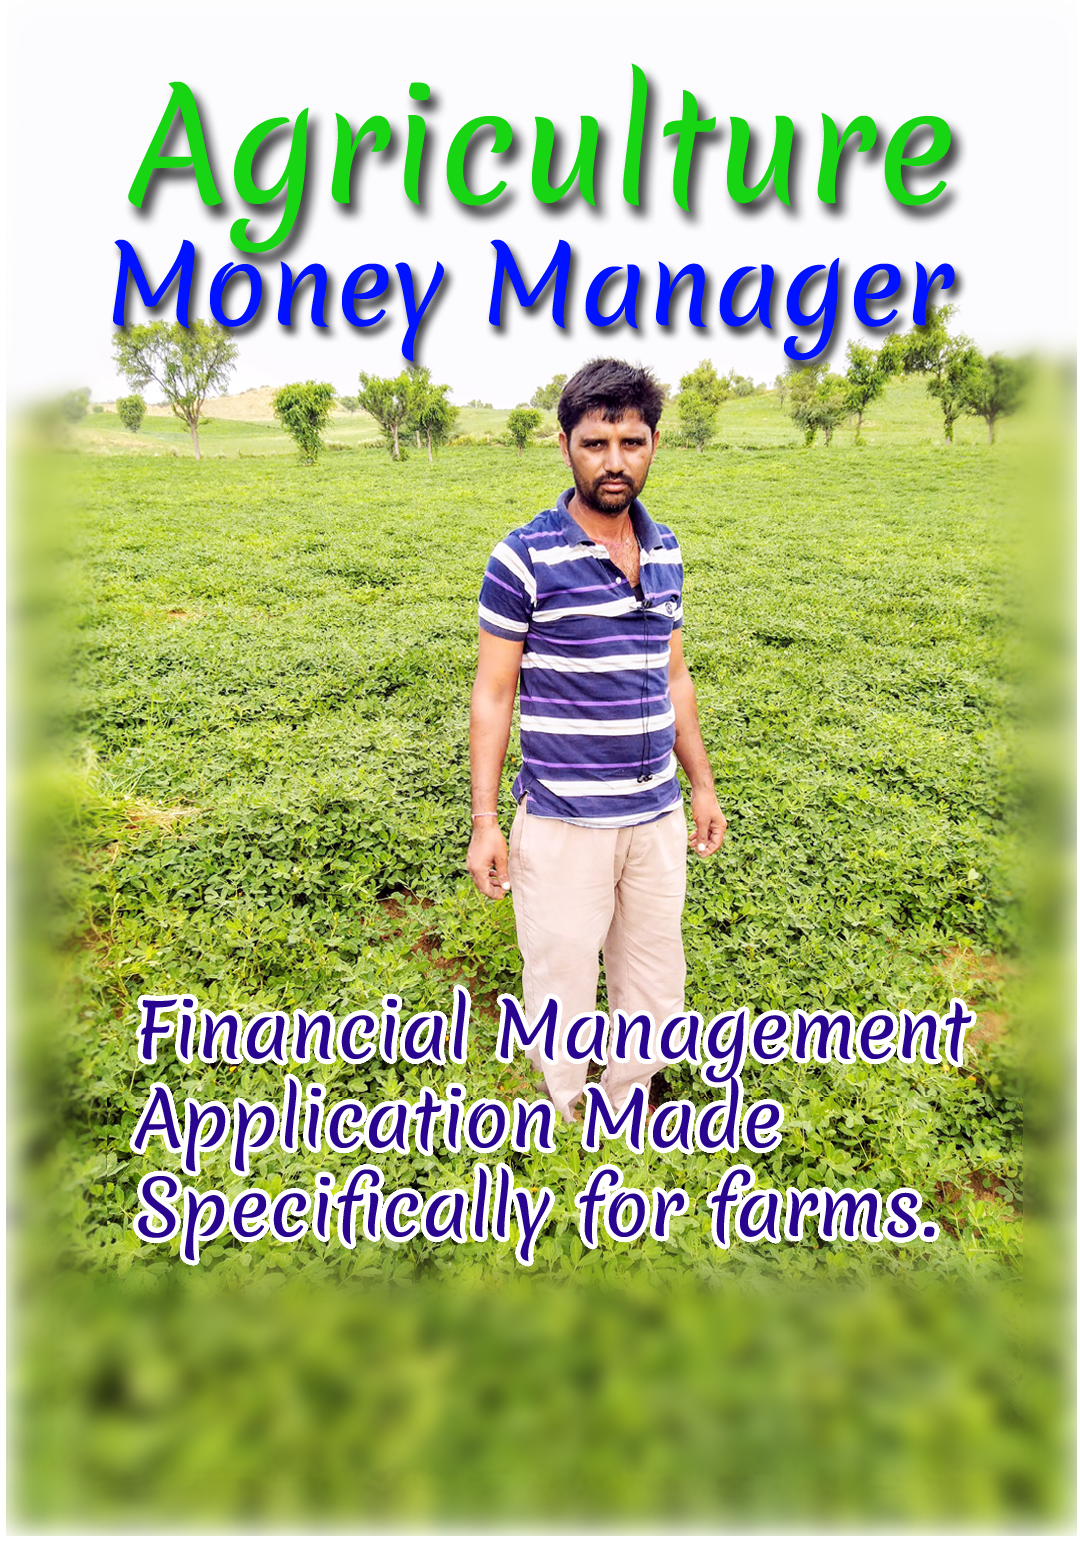 Agriculture
Money Manager
Financial Management
Application Made
Specifically for farms.